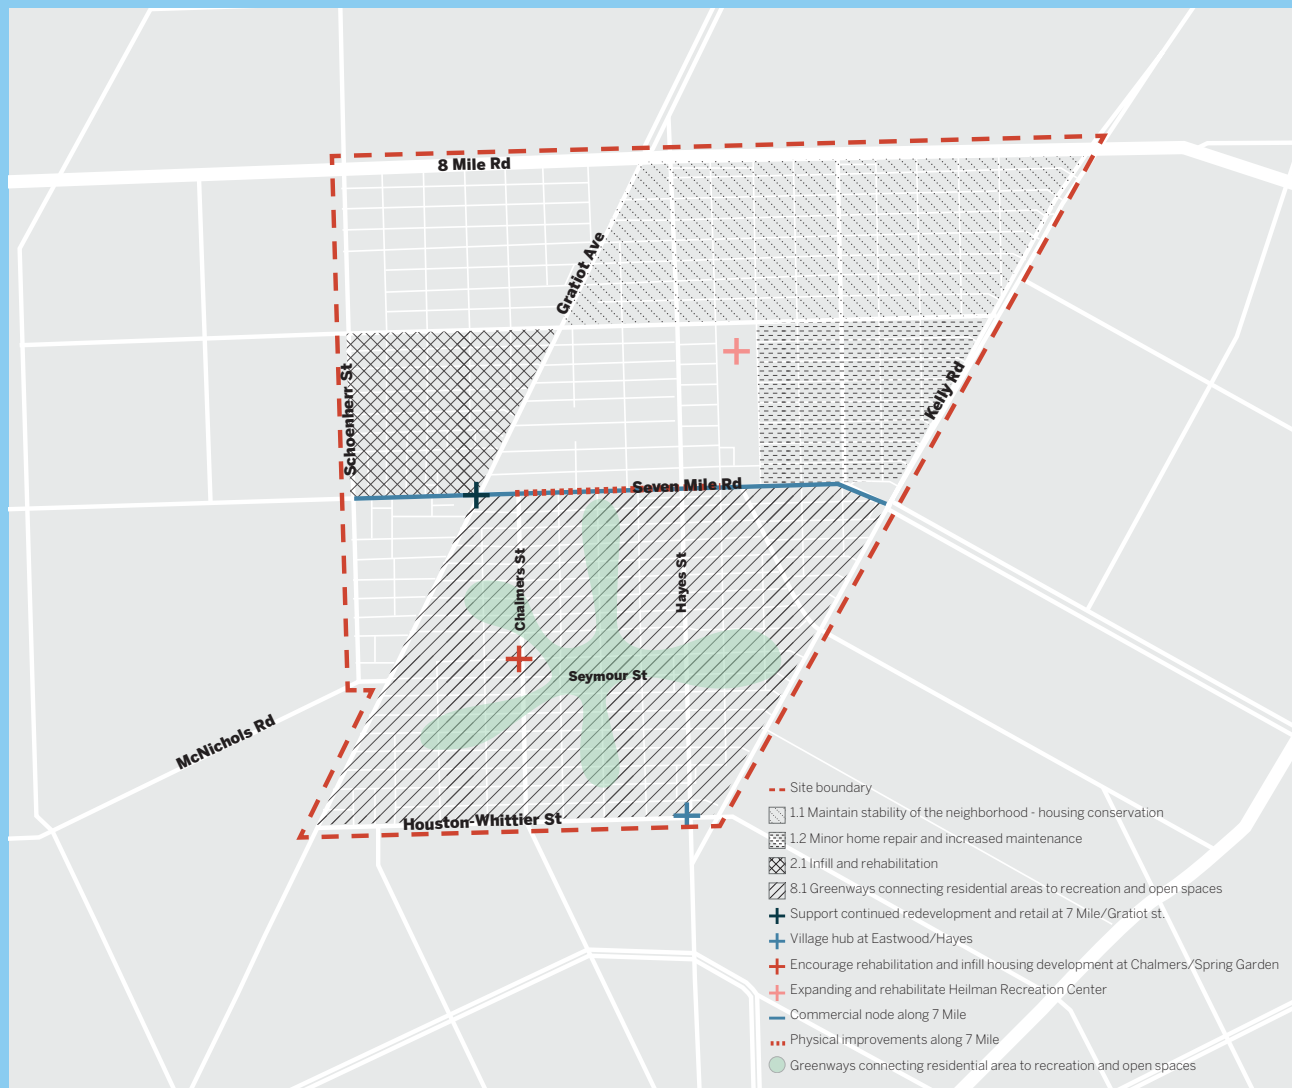 8 Mile Rd
Gratiot Ave
Schoenherr St
Kelly Rd
Seven Mile Rd
Chalmers St
Hayes St
Seymour St
McNichols Rd
Houston-Whittier St
Site boundary
1.1 Maintain stability of the neighborhood - housing conservation
1.2 Minor home repair and increased maintenance
2.1 Infill and rehabilitation
8.1 Greenways connecting residential areas to recreation and open spaces
Support continued redevelopment and retail at 7 Mile/Gratiot st.
Village hub at Eastwood/Hayes
Encourage rehabilitation and infill housing development at Chalmers/Spring Garden
Expanding and rehabilitate Heilman Recreation Center
Commercial node along 7 Mile
Physical improvements along 7 Mile
Greenways connecting residential area to recreation and open spaces